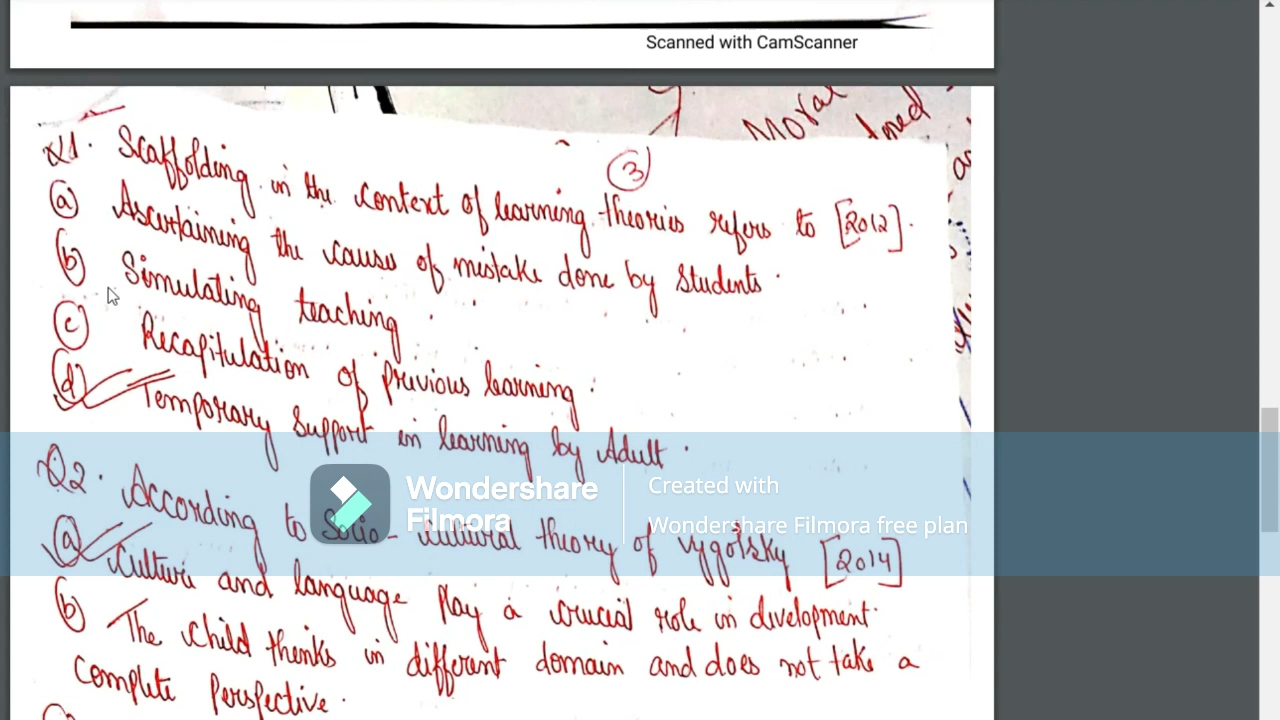 Scanned with CamScanner
Moral
3
Q1. Scaffolding in the context of learning theories refers to [2012].
(a) Ascertaining the cause of mistake done by students.
(b) Simulating teaching.
(c) Recapitulation of previous learning.
(d) Temporary support in learning by Adult.
Q2. According to Socio-cultural theory of vygotsky [2014]
(a) Culture and language play a crucial role in development.
(b) The child thinks in different domain and does not take a
complete perspective.
Wondershare
Filmora
Created with
Wondershare Filmora free plan